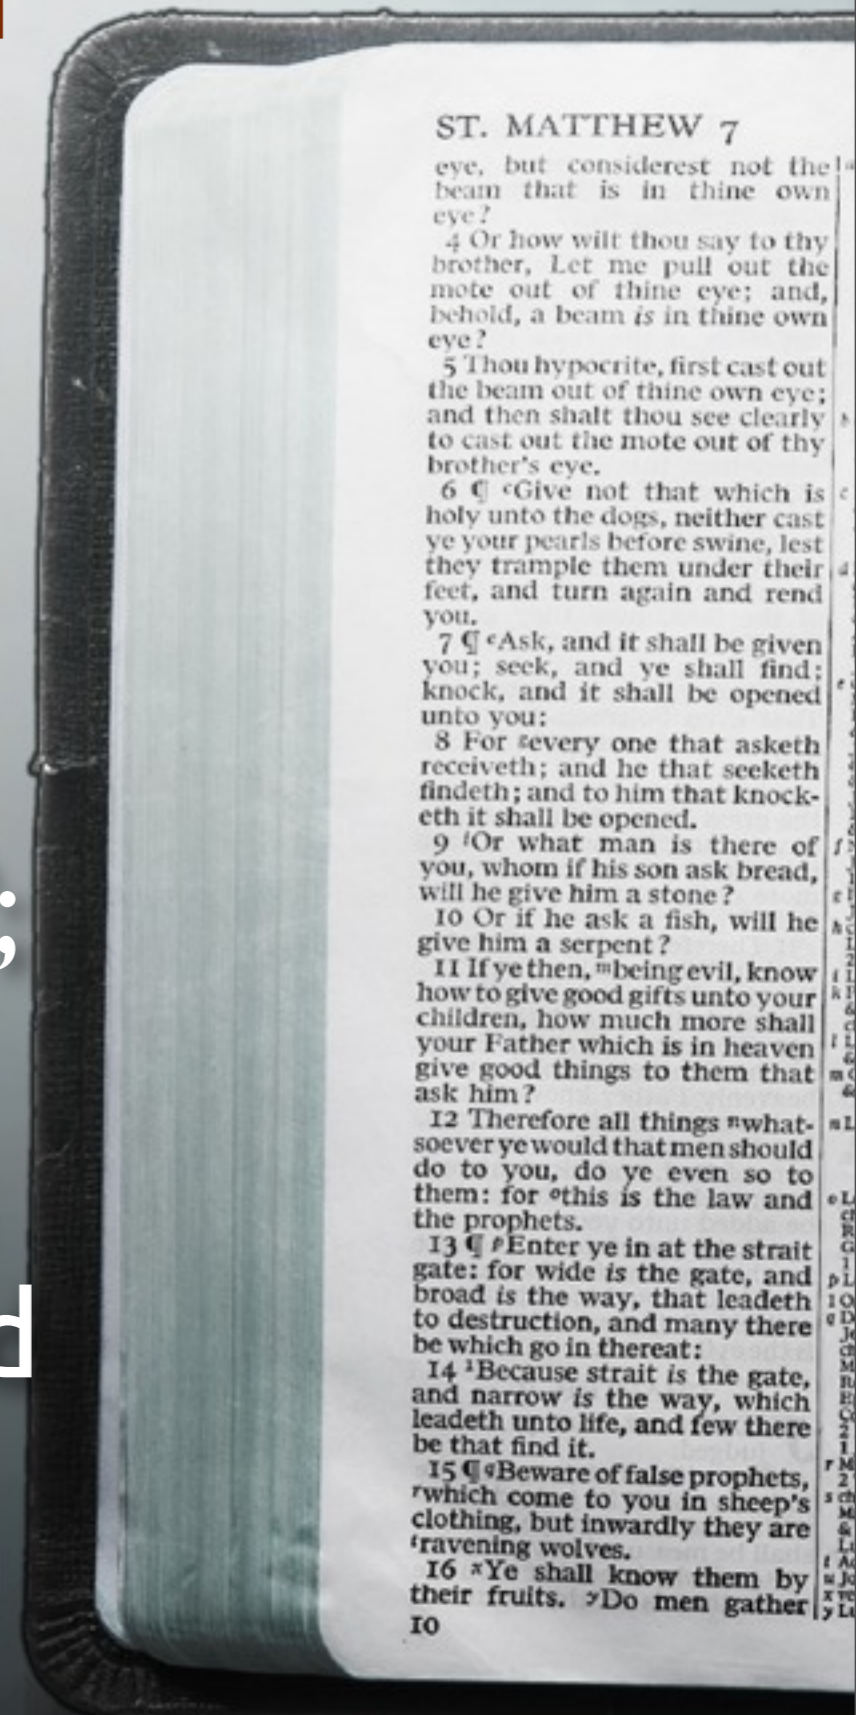 ST. MATTHEW 7
eye, but considerest not the
beam that is in thine own
eye?
4 Or how wilt thou say to thy
brother, Let me pull out the
mote out of thine eye; and,
behold, a beam is in thine own
eye?
5 Thou hypocrite, first cast out
the beam out of thine own eye;
and then shalt thou see clearly
to cast out the mote out of thy
brother's eye.
6 ¶ cGive not that which is
holy unto the dogs, neither cast
ye your pearls before swine, lest
they trample them under their
feet, and turn again and rend
you.
7 ¶ eAsk, and it shall be given
you; seek, and ye shall find;
knock, and it shall be opened
unto you:
8 For gevery one that asketh
receiveth; and he that seeketh
findeth; and to him that knock-
eth it shall be opened.
9 iOr what man is there of
you, whom if his son ask bread,
will he give him a stone?
10 Or if he ask a fish, will he
give him a serpent?
11 If ye then, mbeing evil, know
how to give good gifts unto your
children, how much more shall
your Father which is in heaven
give good things to them that
ask him?
12 Therefore all things nwhat-
soever ye would that men should
do to you, do ye even so to
them: for othis is the law and
the prophets.
13 ¶ pEnter ye in at the strait
gate: for wide is the gate, and
broad is the way, that leadeth
to destruction, and many there
be which go in thereat:
14 1Because strait is the gate,
and narrow is the way, which
leadeth unto life, and few there
be that find it.
15 ¶ qBeware of false prophets,
rwhich come to you in sheep's
clothing, but inwardly they are
travening wolves.
16 xYe shall know them by
their fruits. yDo men gather
10
;
d